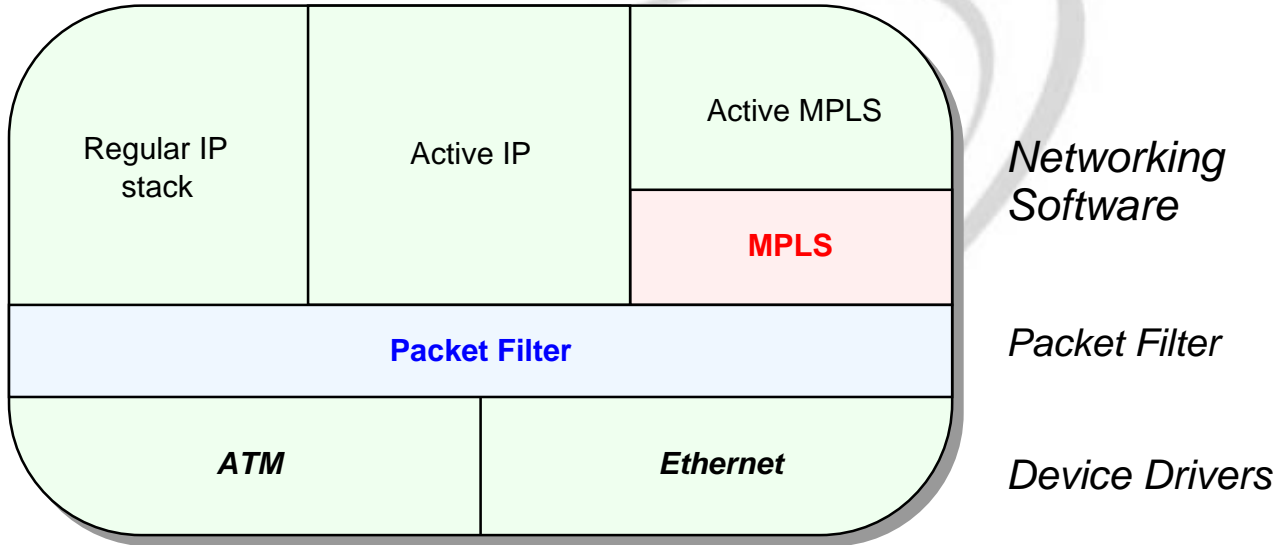 Regular IP
stack
Active IP
Active MPLS
MPLS
Networking
Software
Packet Filter
Packet Filter
ATM
Ethernet
Device Drivers